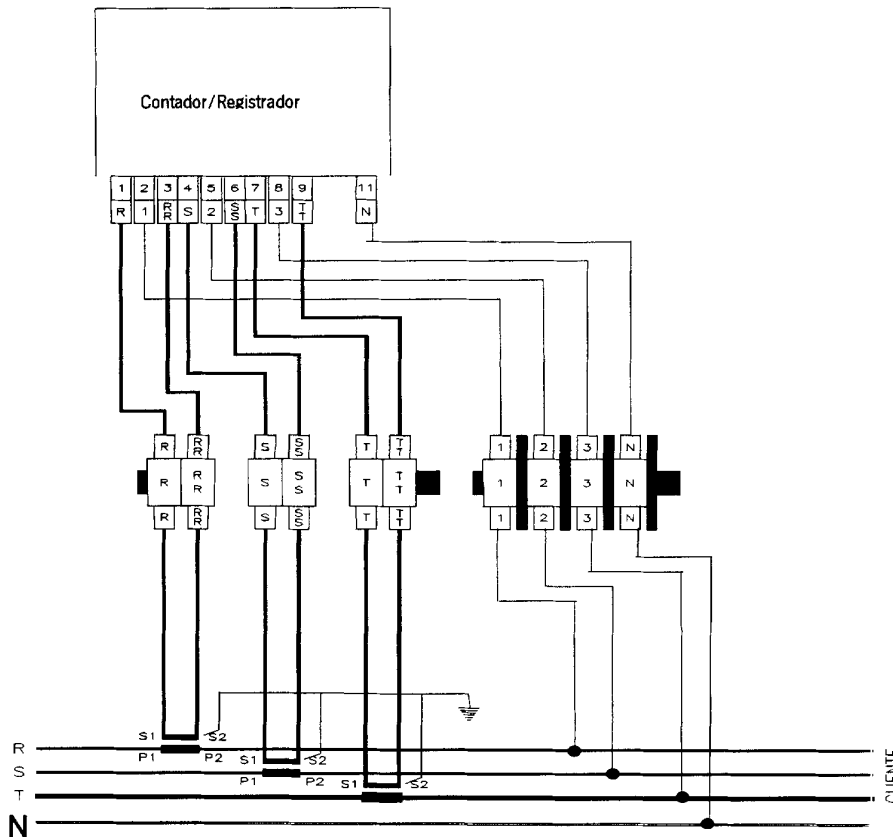 Contador/Registrador
1 2 3 4 5 6 7 8 9 11
R 1 RR S 2 SS T 3 TT N
R RR S SS T TT 1 2 3 N
R RR S SS T TT 1 2 3 N
R RR S SS T TT 1 2 3 N
S1 S2
R P1 P2 S1 S2
S P1 P2 S1 S2
T
N
CLIENTE